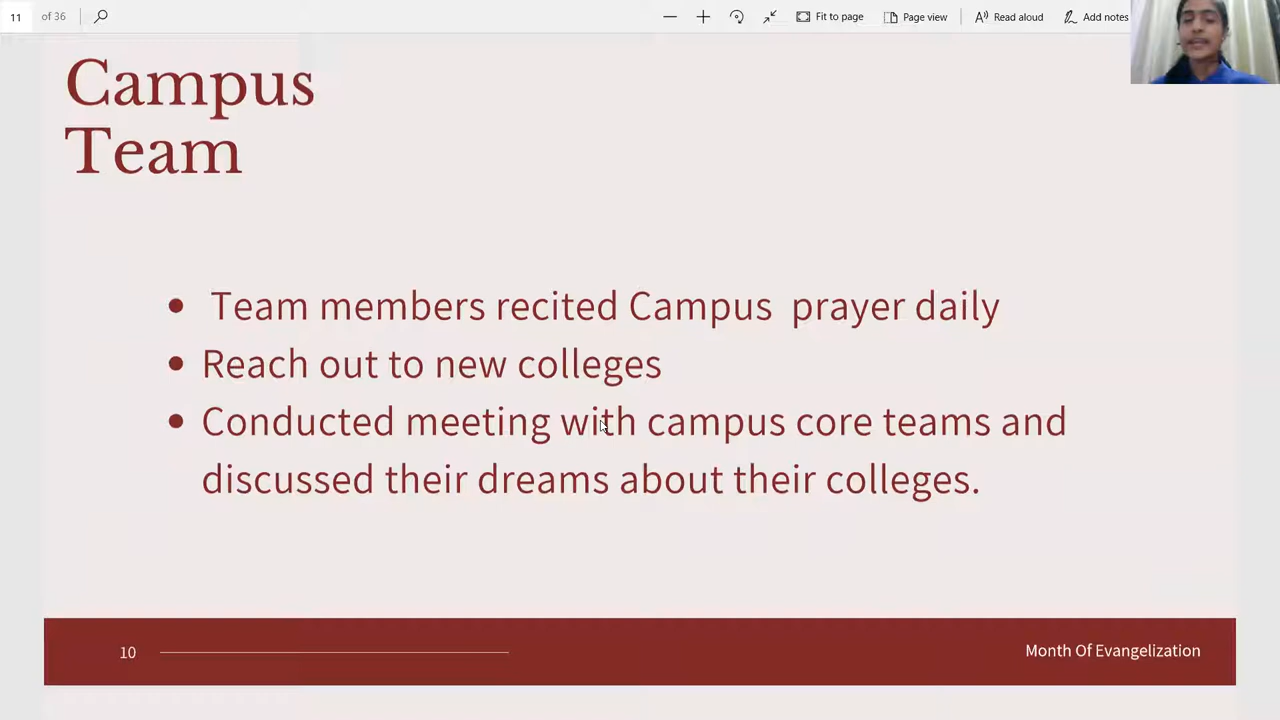 11 of 36 Fit to page Page view Read aloud Add notes
Campus
Team
• Team members recited Campus prayer daily
• Reach out to new colleges
• Conducted meeting with campus core teams and
discussed their dreams about their colleges.
10 Month Of Evangelization